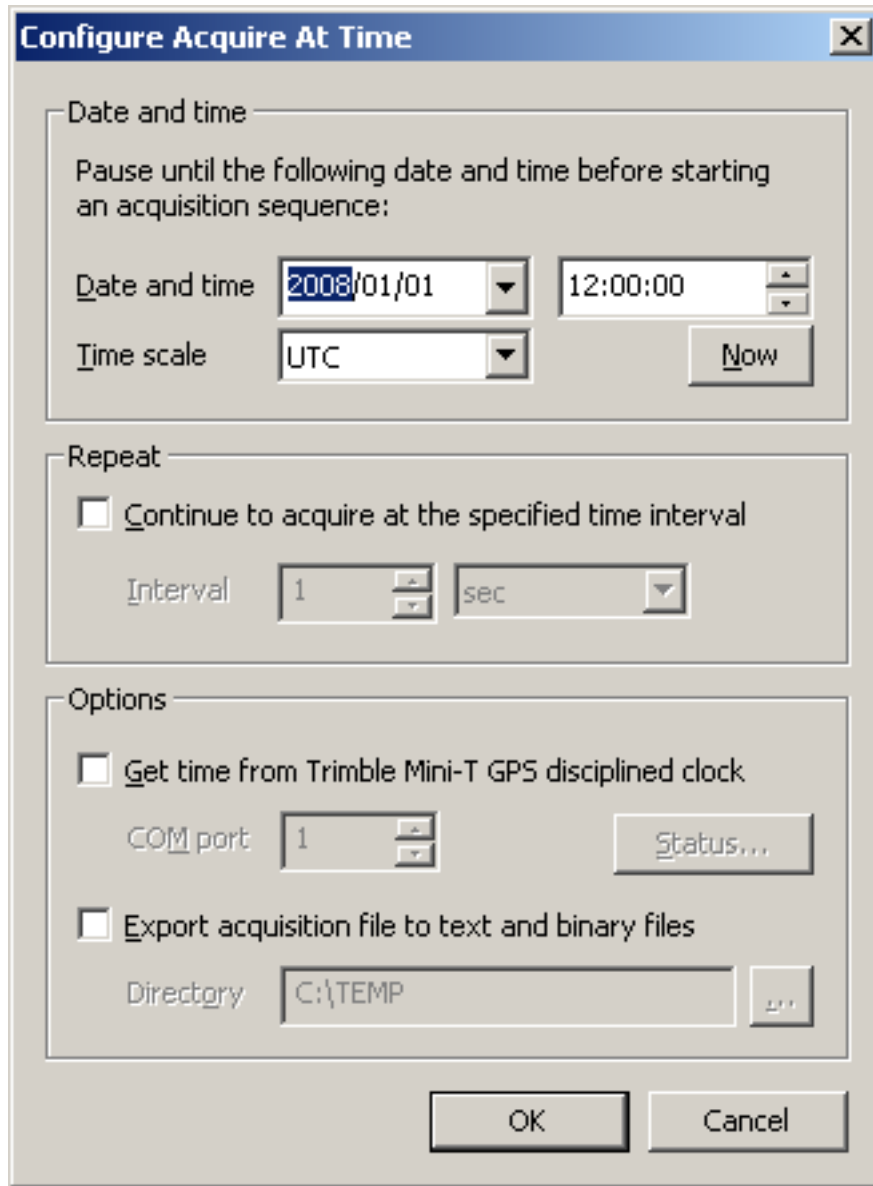 Configure Acquire At Time
Date and time
Pause until the following date and time before starting
an acquisition sequence:
Date and time 2008/01/01 12:00:00
Time scale UTC Now
Repeat
Continue to acquire at the specified time interval
Interval 1 sec
Options
Get time from Trimble Mini-T GPS disciplined clock
COM port 1 Status...
Export acquisition file to text and binary files
Directory C:\TEMP ...
OK Cancel